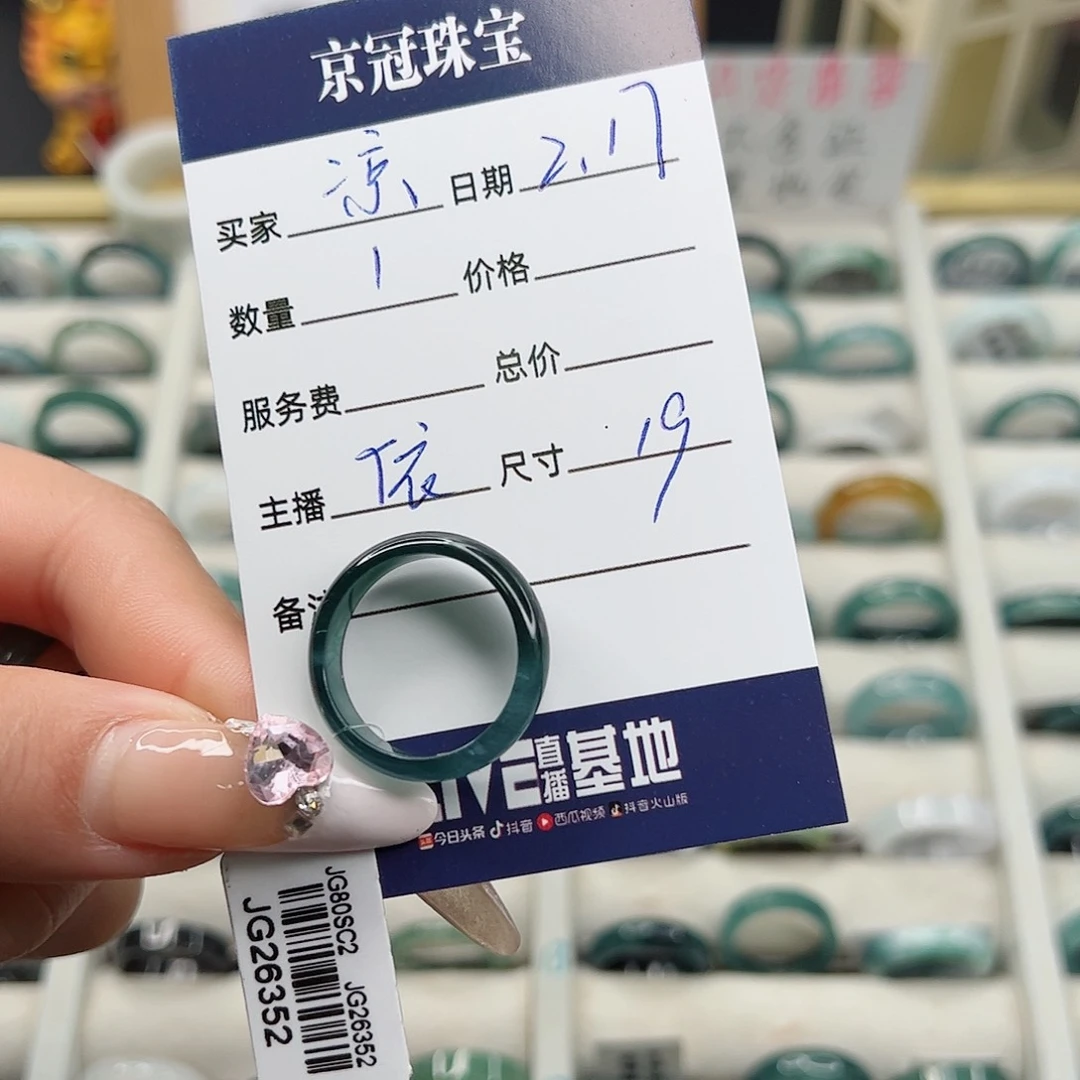 京冠珠宝
买家 凉 日期 2.17
数量 1 价格
服务费 总价
主播 依 尺寸 19
备注
直播基地
今日头条 抖音 西瓜视频 抖音火山版
JG80SC2 JG26352
JG26352